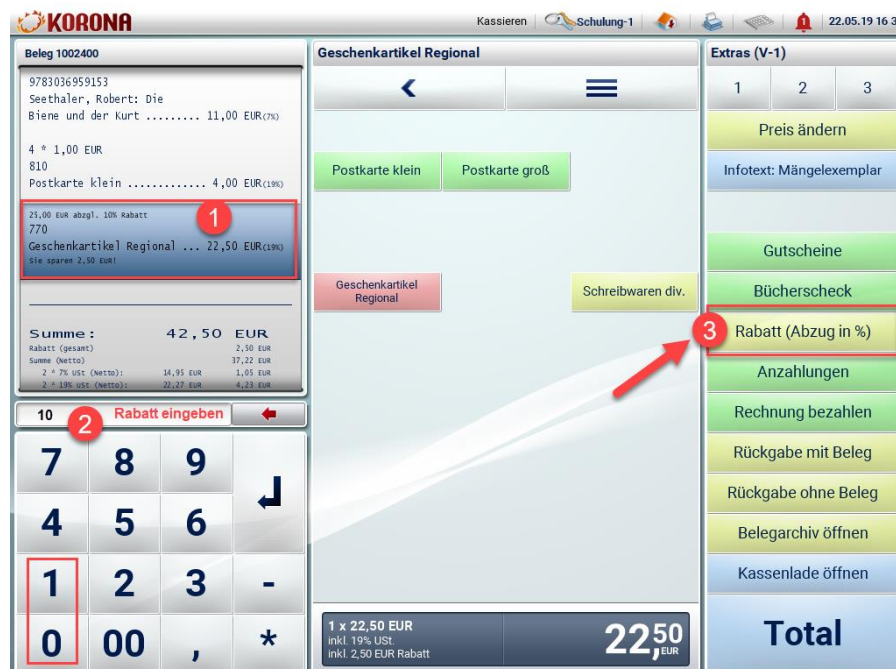 KORONA
Kassieren
Schulung-1
1
22.05.19 16 3
Beleg 1002400
9783036959153
Seethaler, Robert: Die
Biene und der Kurt ......... 11,00 EUR(7%)
4 * 1,00 EUR
810
Postkarte klein ............. 4,00 EUR(19%)
25,00 EUR abzgl. 10% Rabatt
770
Geschenkartikel Regional ... 22,50 EUR(19%)
Sie sparen 2,50 EUR!
1
Summe: 42,50 EUR
Rabatt (gesamt) 2,50 EUR
Summe (Netto) 37,22 EUR
2 * 7% USt (Netto): 14,95 EUR 1,05 EUR
2 * 19% USt (Netto): 22,27 EUR 4,23 EUR
10
2
Rabatt eingeben
7 8 9
4 5 6
1 2 3 -
0 00 , *
Geschenkartikel Regional
Postkarte klein
Postkarte groß
Geschenkartikel
Regional
Schreibwaren div.
1 x 22,50 EUR
inkl. 19% USt.
inkl. 2,50 EUR Rabatt
22,50 EUR
Extras (V-1)
1 2 3
Preis ändern
Infotext: Mängelexemplar
Gutscheine
Bücherscheck
3
Rabatt (Abzug in %)
Anzahlungen
Rechnung bezahlen
Rückgabe mit Beleg
Rückgabe ohne Beleg
Belegarchiv öffnen
Kassenlade öffnen
Total